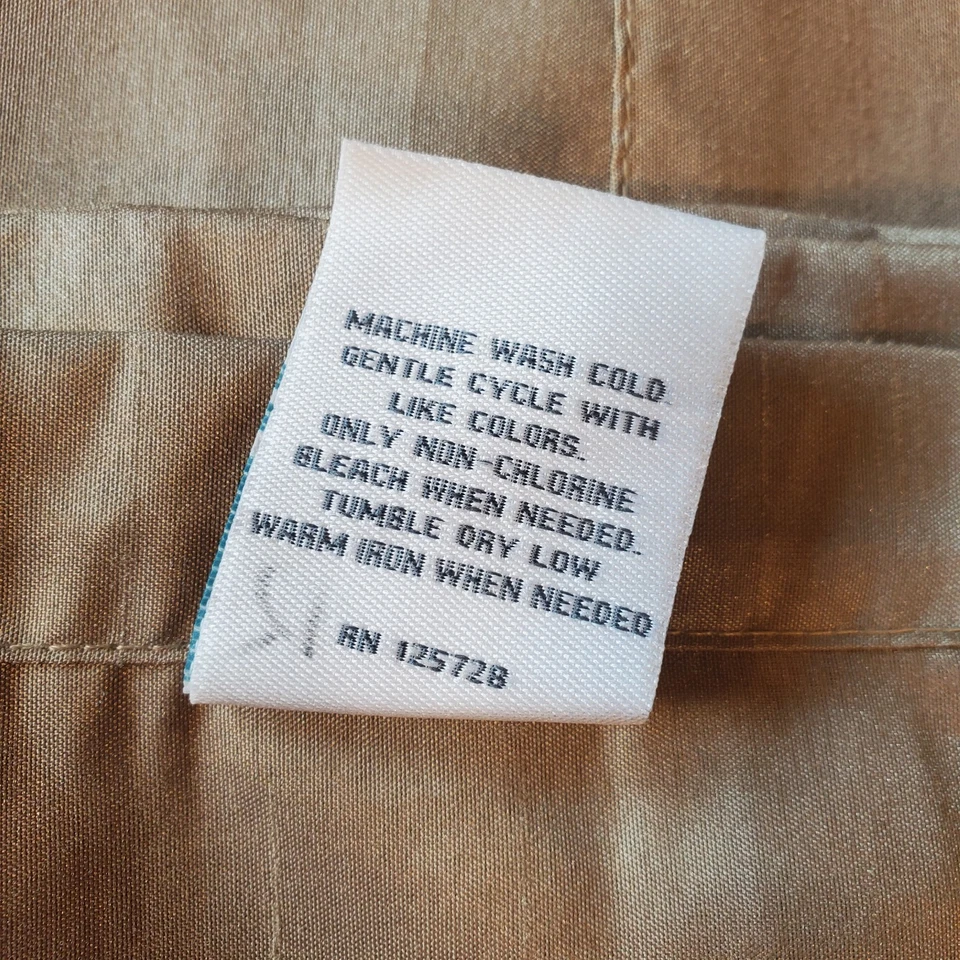 MACHINE WASH COLD
GENTLE CYCLE WITH
LIKE COLORS.
ONLY NON-CHLORINE
BLEACH WHEN NEEDED.
TUMBLE DRY LOW
WARM IRON WHEN NEEDED
RN 125728